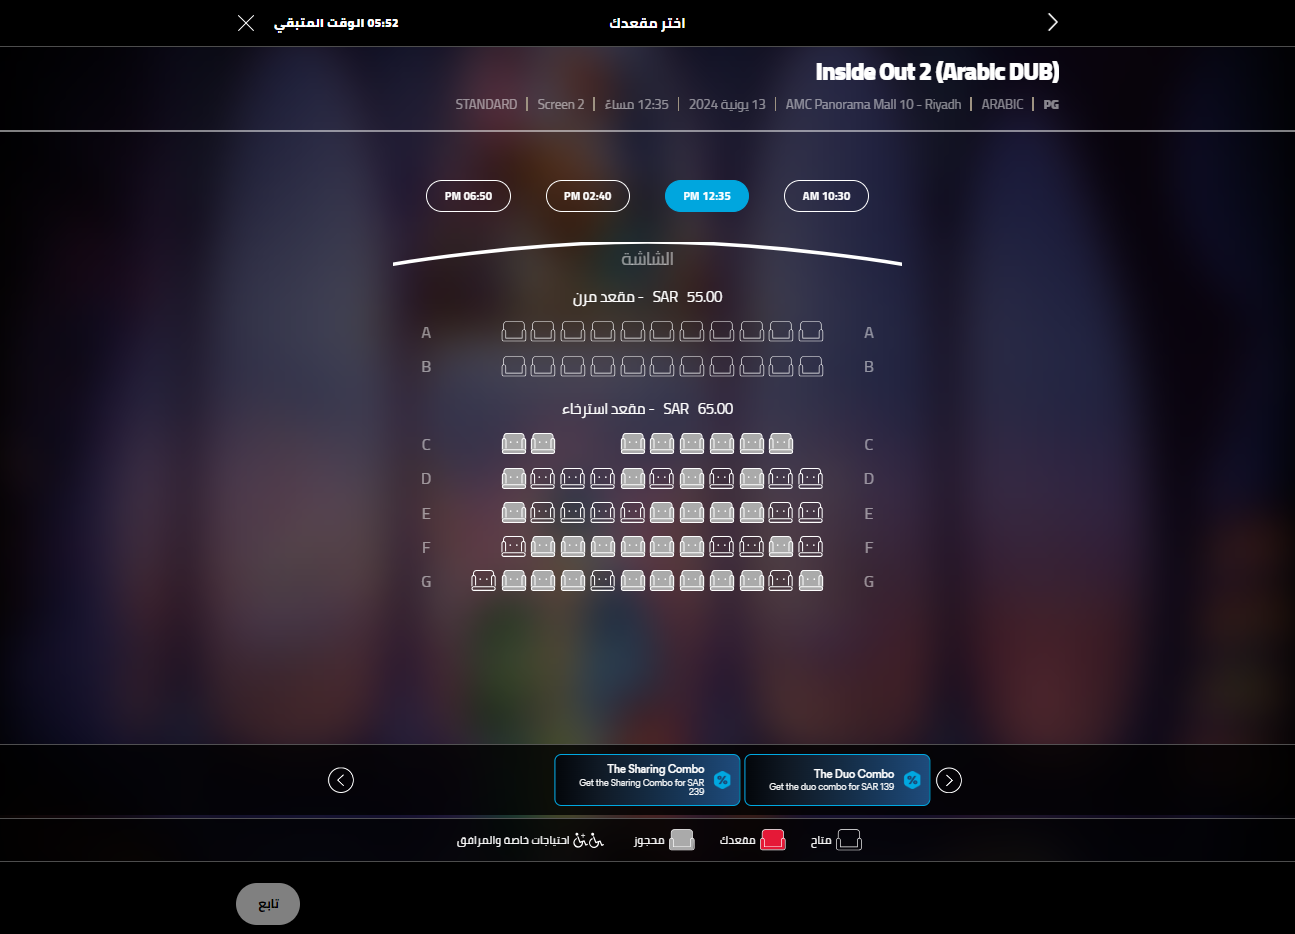 اختر مقعدك
05:52 الوقت المتبقي
Inside Out 2 (Arabic DUB)
PG | ARABIC | AMC Panorama Mall 10 - Riyadh | 13 يونية 2024 | 12:35 مساءً | Screen 2 | STANDARD
AM 10:30
PM 12:35
PM 02:40
PM 06:50
الشاشة
55.00 SAR - مقعد مرن
A A
B B
65.00 SAR - مقعد استرخاء
C C
D D
E E
F F
G G
The Duo Combo
Get the duo combo for SAR 139
The Sharing Combo
Get the Sharing Combo for SAR
239
متاح
مقعدك
محجوز
احتياجات خاصة والمرافق
تابع